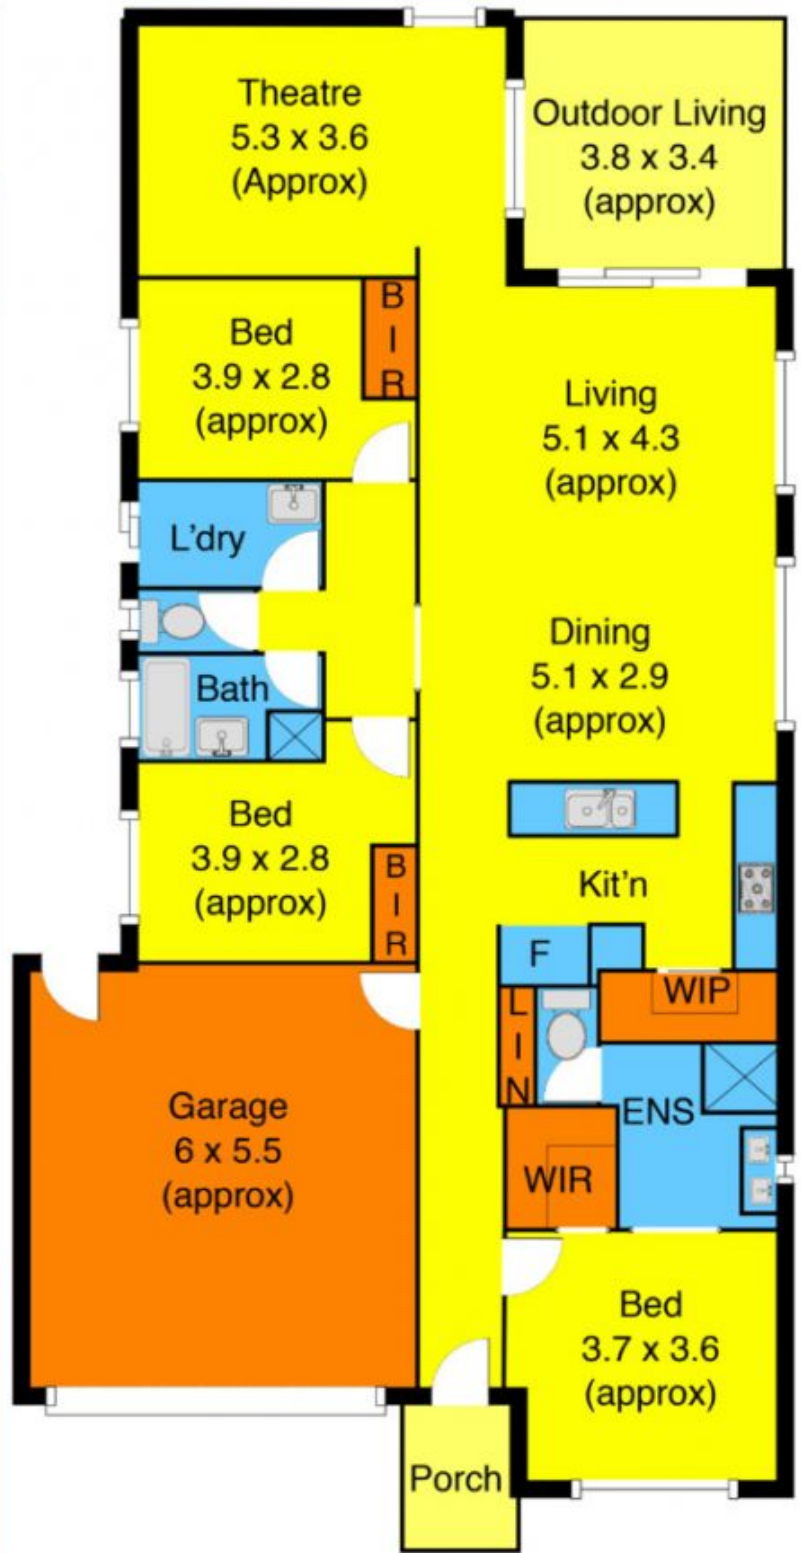 Theatre
5.3 x 3.6
(Approx)
Outdoor Living
3.8 x 3.4
(approx)
Bed
3.9 x 2.8
(approx)
B
I
R
Living
5.1 x 4.3
(approx)
L'dry
Dining
5.1 x 2.9
(approx)
Bath
Bed
3.9 x 2.8
(approx)
B
I
R
Kit'n
F
WIP
L
I
N
Garage
6 x 5.5
(approx)
ENS
WIR
Bed
3.7 x 3.6
(approx)
Porch